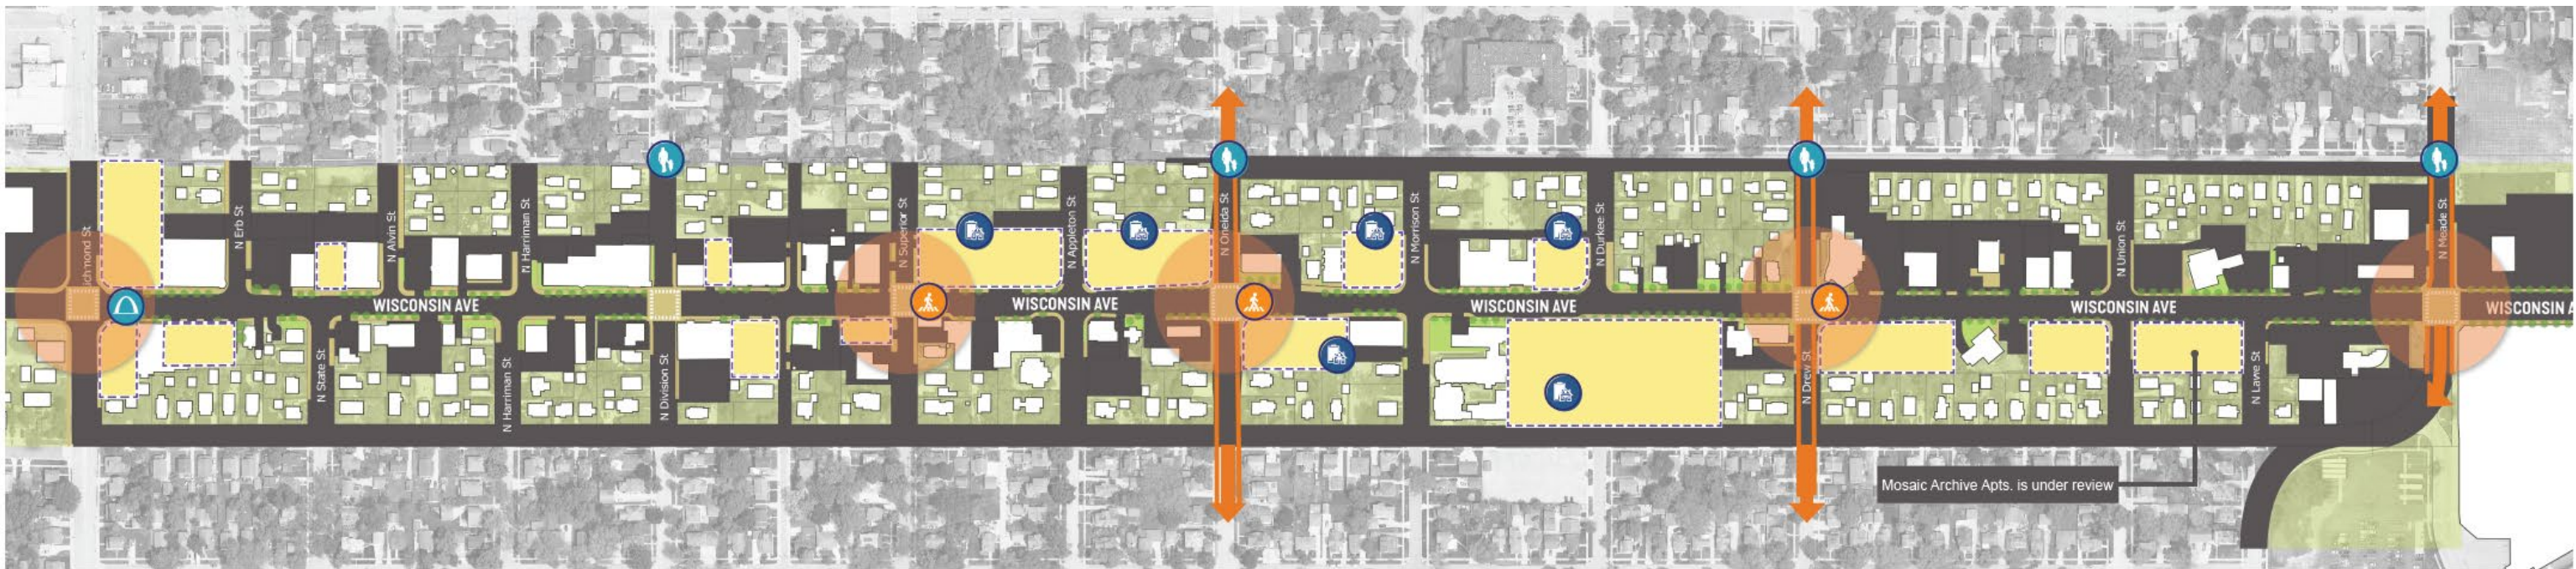 Richmond St
N Erb St
N Alvin St
N Harriman St
N Superior St
N Appleton St
N Oneida St
N Morrison St
N Durkee St
N Union St
N Meade St
WISCONSIN AVE
WISCONSIN AVE
WISCONSIN AVE
WISCONSIN AVE
WISCONSIN A
N State St
N Harriman St
N Division St
N Drew St
N Lawe St
Mosaic Archive Apts. is under review